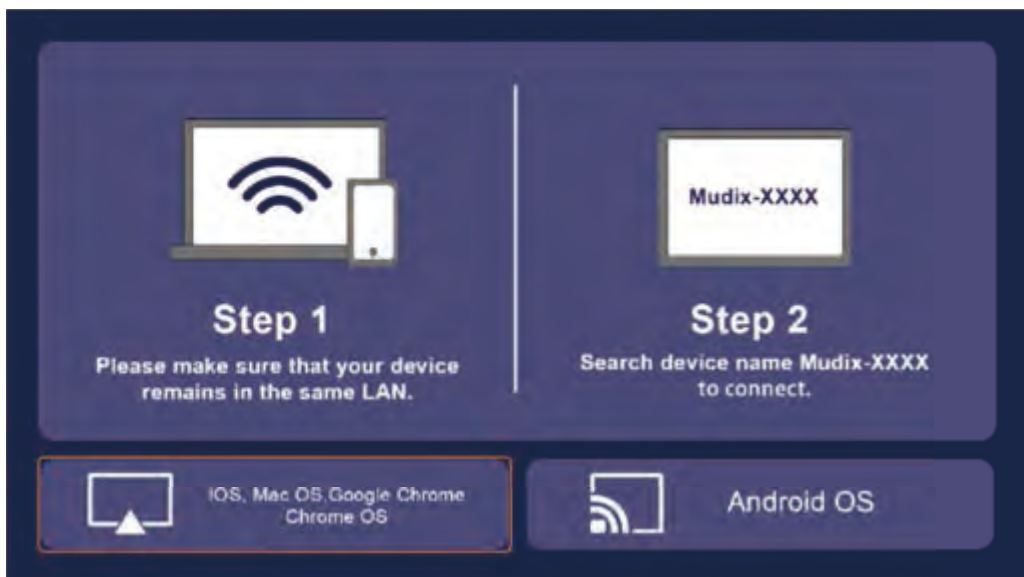 Mudix-XXXX
Step 1
Please make sure that your device
remains in the same LAN.
Step 2
Search device name Mudix-XXXX
to connect.
IOS, Mac OS,Google Chrome
Chrome OS
Android OS